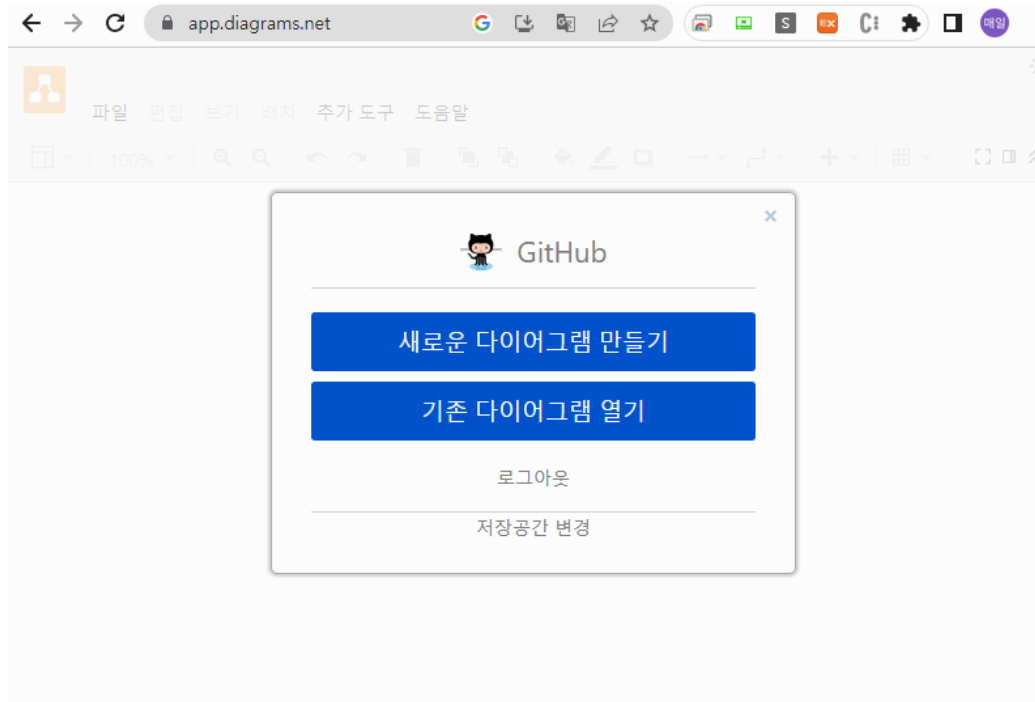 app.diagrams.net
매일
파일 편집 보기 배치 추가 도구 도움말
100%
GitHub
새로운 다이어그램 만들기
기존 다이어그램 열기
로그아웃
저장공간 변경